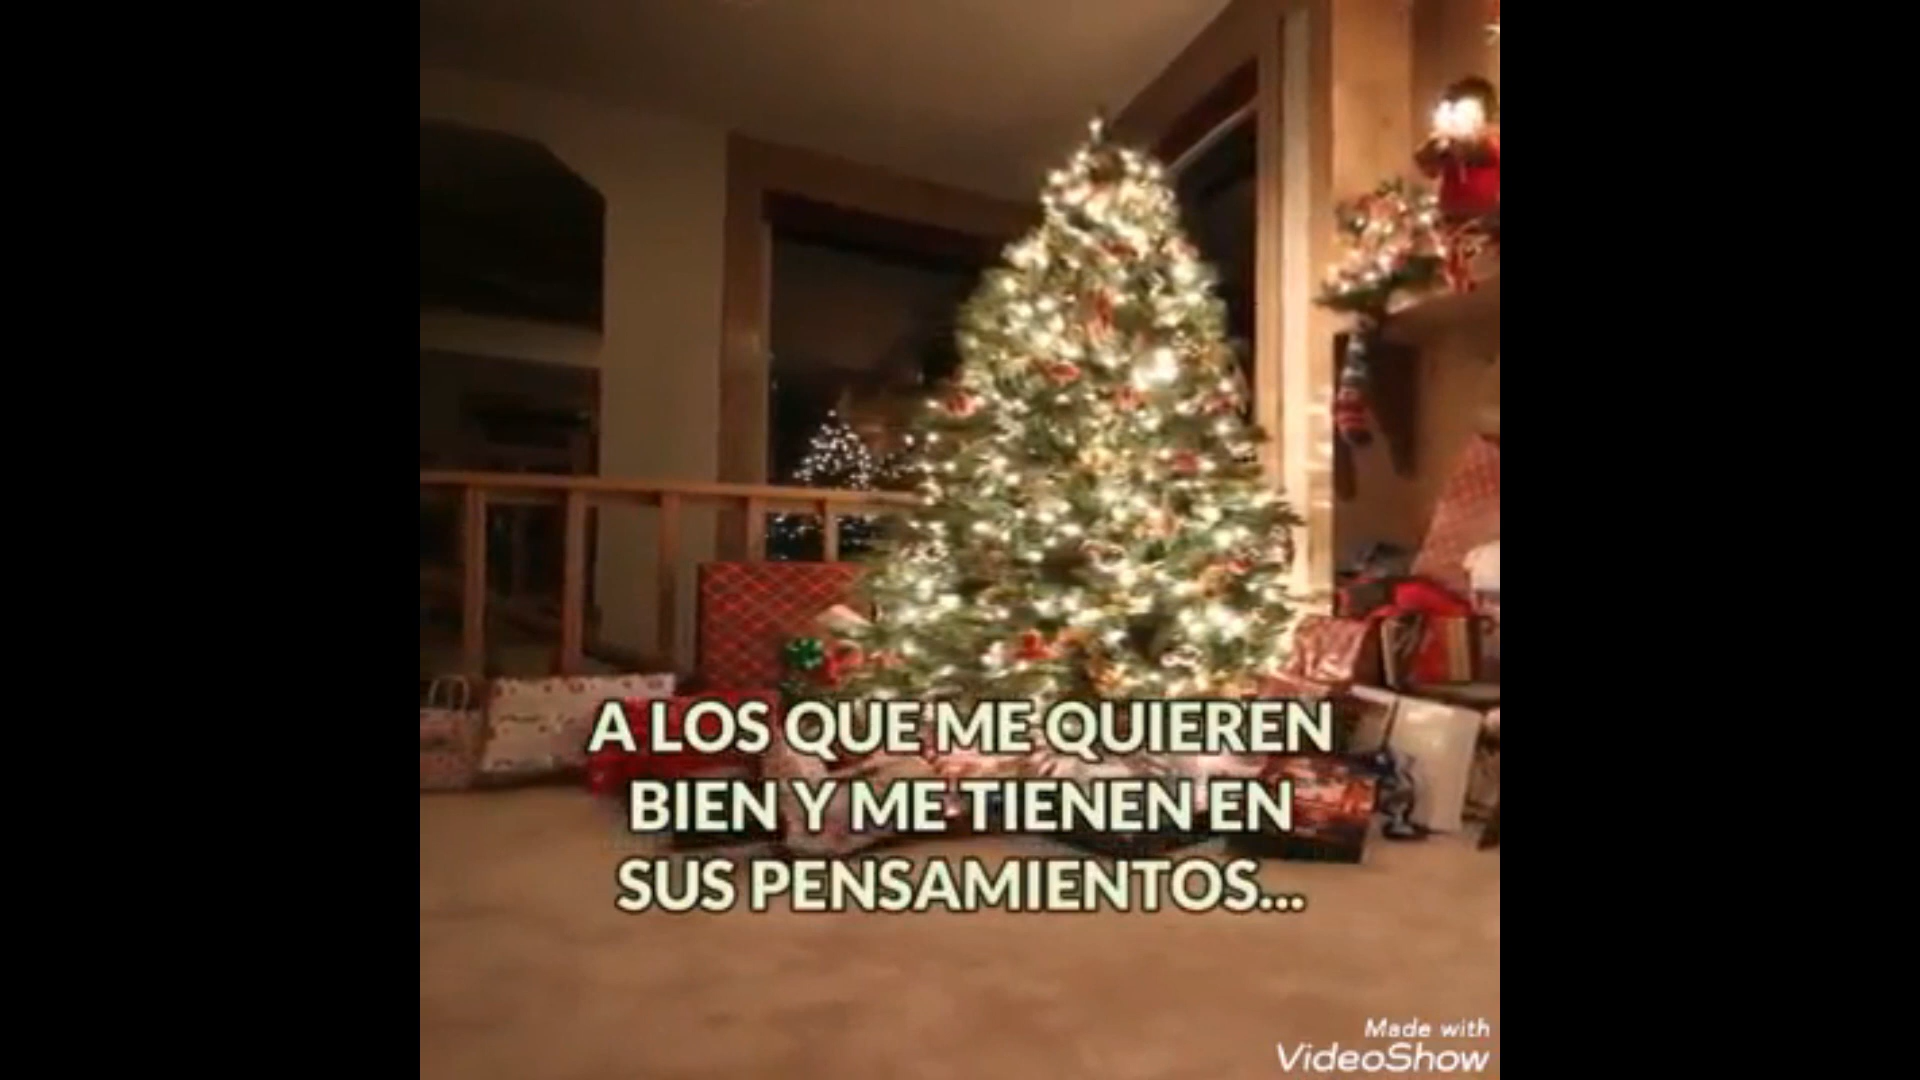 A LOS QUE ME QUIEREN
BIEN Y ME TIENEN EN
SUS PENSAMIENTOS...
Made with
VideoShow